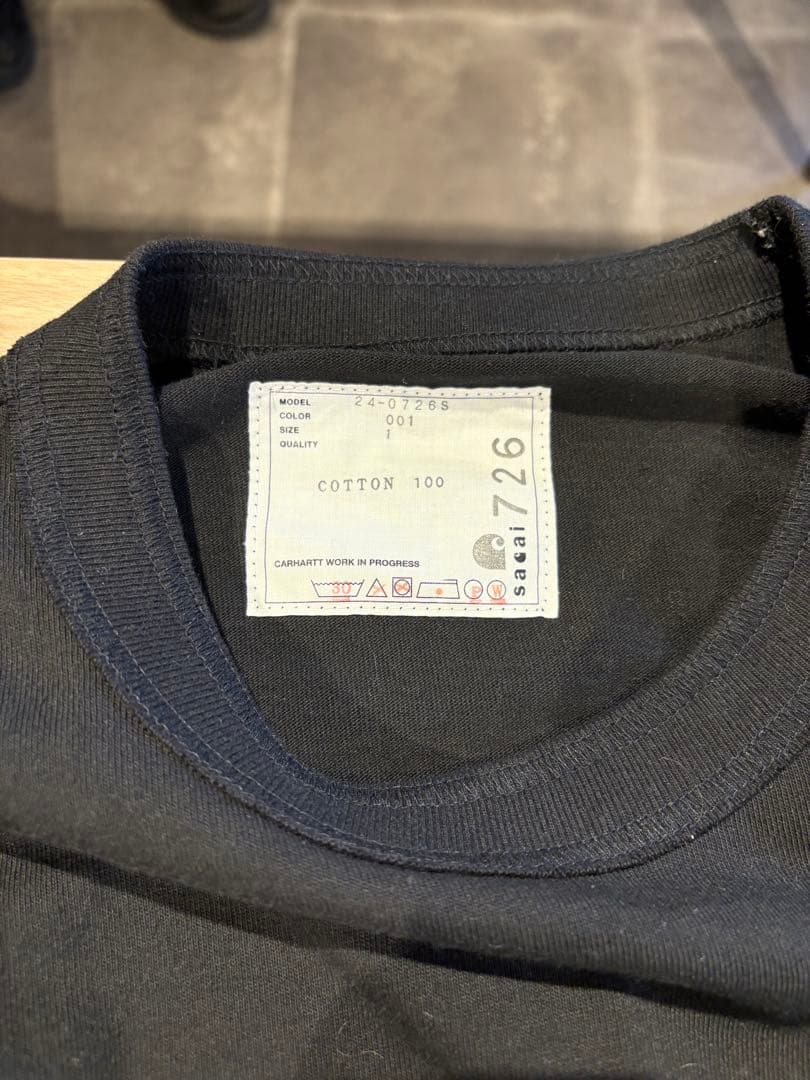 MODEL 24-0726S
COLOR 001
SIZE 1
QUALITY
COTTON 100
726
sacai
CARHARTT WORK IN PROGRESS
30 P W